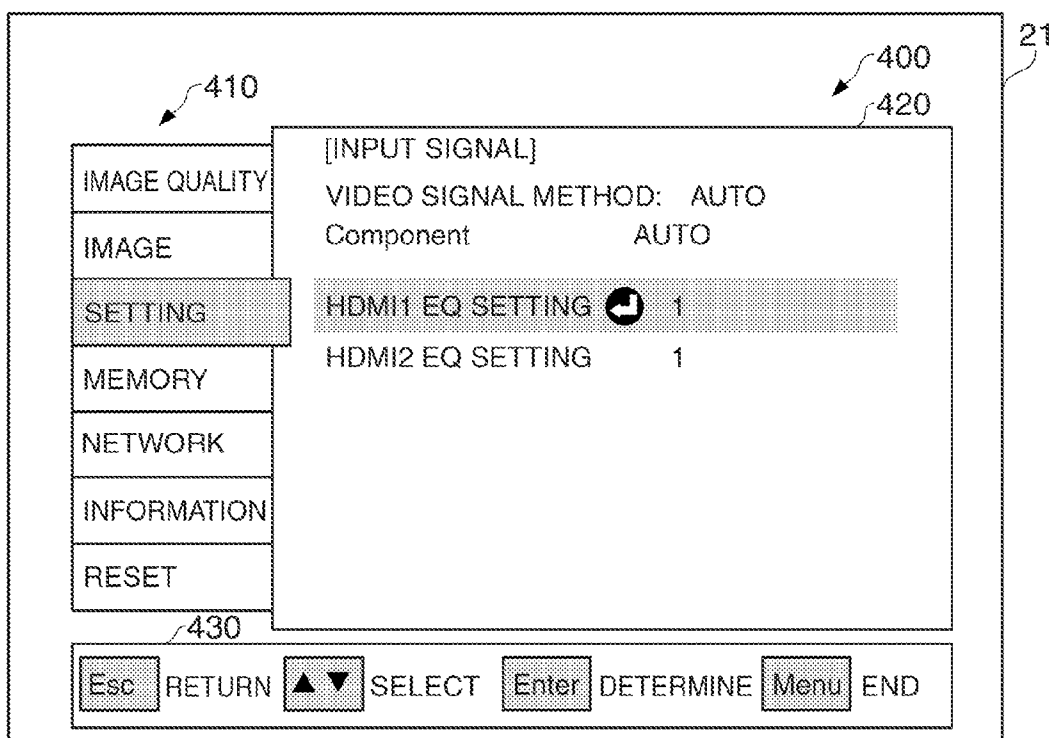 21
400
410
420
IMAGE QUALITY
IMAGE
SETTING
MEMORY
NETWORK
INFORMATION
RESET
[INPUT SIGNAL]
VIDEO SIGNAL METHOD: AUTO
Component AUTO
HDMI1 EQ SETTING 1
HDMI2 EQ SETTING 1
430
Esc RETURN ▲ ▼ SELECT Enter DETERMINE Menu END